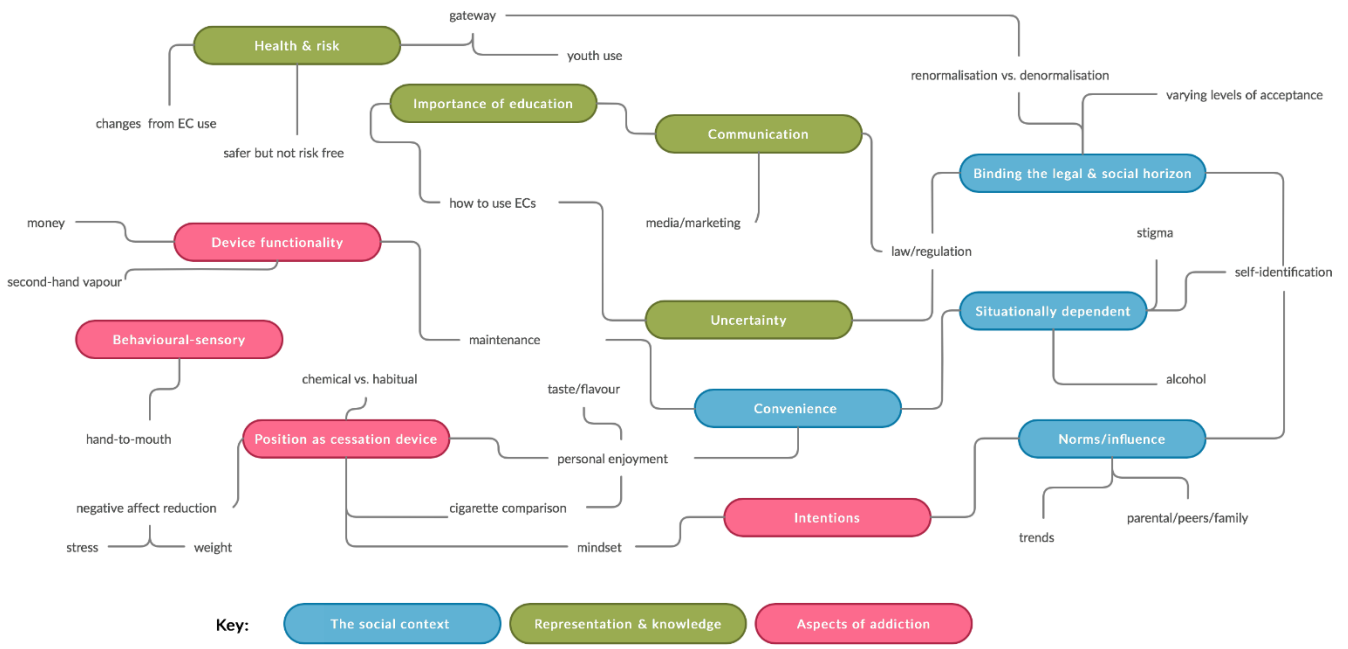 gateway
Health & risk
youth use
renormalisation vs. denormalisation
varying levels of acceptance
Importance of education
changes from EC use
Communication
safer but not risk free
Binding the legal & social horizon
how to use ECs
money
media/marketing
stigma
Device functionality
law/regulation
self-identification
second-hand vapour
Uncertainty
Situationally dependent
Behavioural-sensory
maintenance
chemical vs. habitual
taste/flavour
alcohol
Convenience
hand-to-mouth
Position as cessation device
Norms/influence
personal enjoyment
negative affect reduction
cigarette comparison
Intentions
parental/peers/family
stress
weight
mindset
trends
Key:
The social context
Representation & knowledge
Aspects of addiction